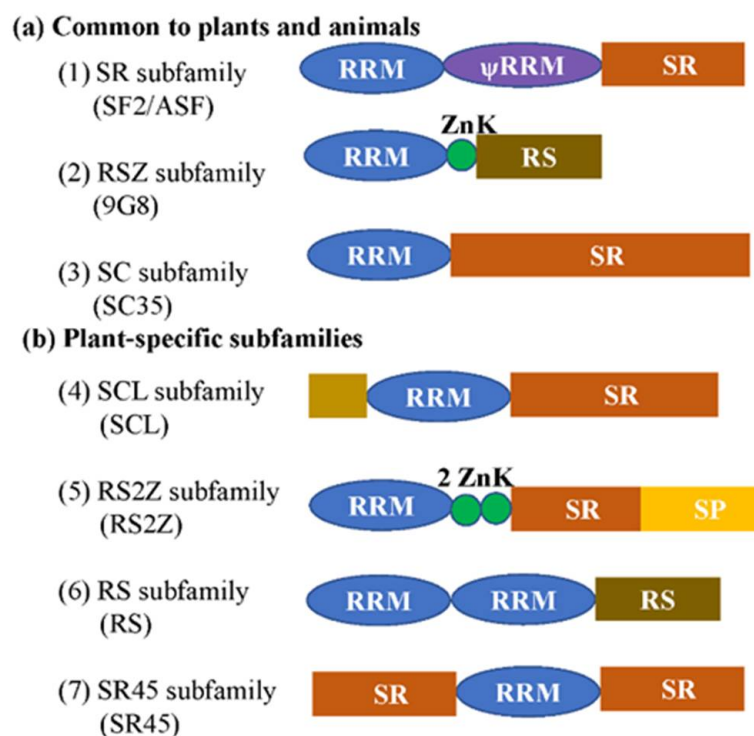 (a) Common to plants and animals
(1) SR subfamily
(SF2/ASF)
RRM ψRRM SR
(2) RSZ subfamily
(9G8)
ZnK
RRM RS
(3) SC subfamily
(SC35)
RRM SR
(b) Plant-specific subfamilies
(4) SCL subfamily
(SCL)
RRM SR
(5) RS2Z subfamily
(RS2Z)
2 ZnK
RRM SR SP
(6) RS subfamily
(RS)
RRM RRM RS
(7) SR45 subfamily
(SR45)
SR RRM SR